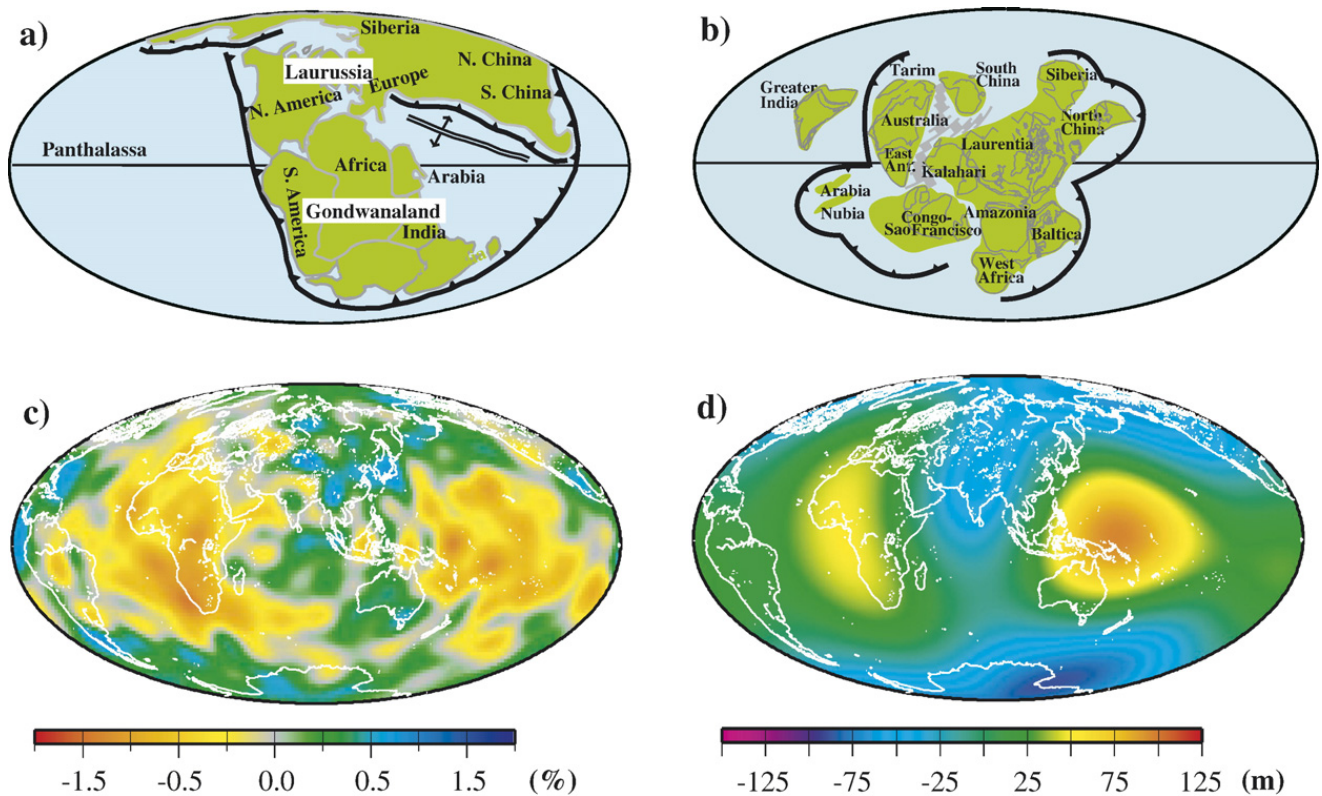 a)
Siberia
N. China
Laurussia
Europe
S. China
N. America
Panthalassa
Africa
Arabia
S. America
Gondwanaland
India
b)
Tarim
South
China
Siberia
Greater
India
Australia
North
China
Laurentia
East
Ant.
Kalahari
Arabia
Nubia
Congo-
SaoFrancisco
Amazonia
Baltica
West
Africa
c)
d)
-1.5 -0.5 0.0 0.5 1.5 (%)
-125 -75 -25 25 75 125 (m)